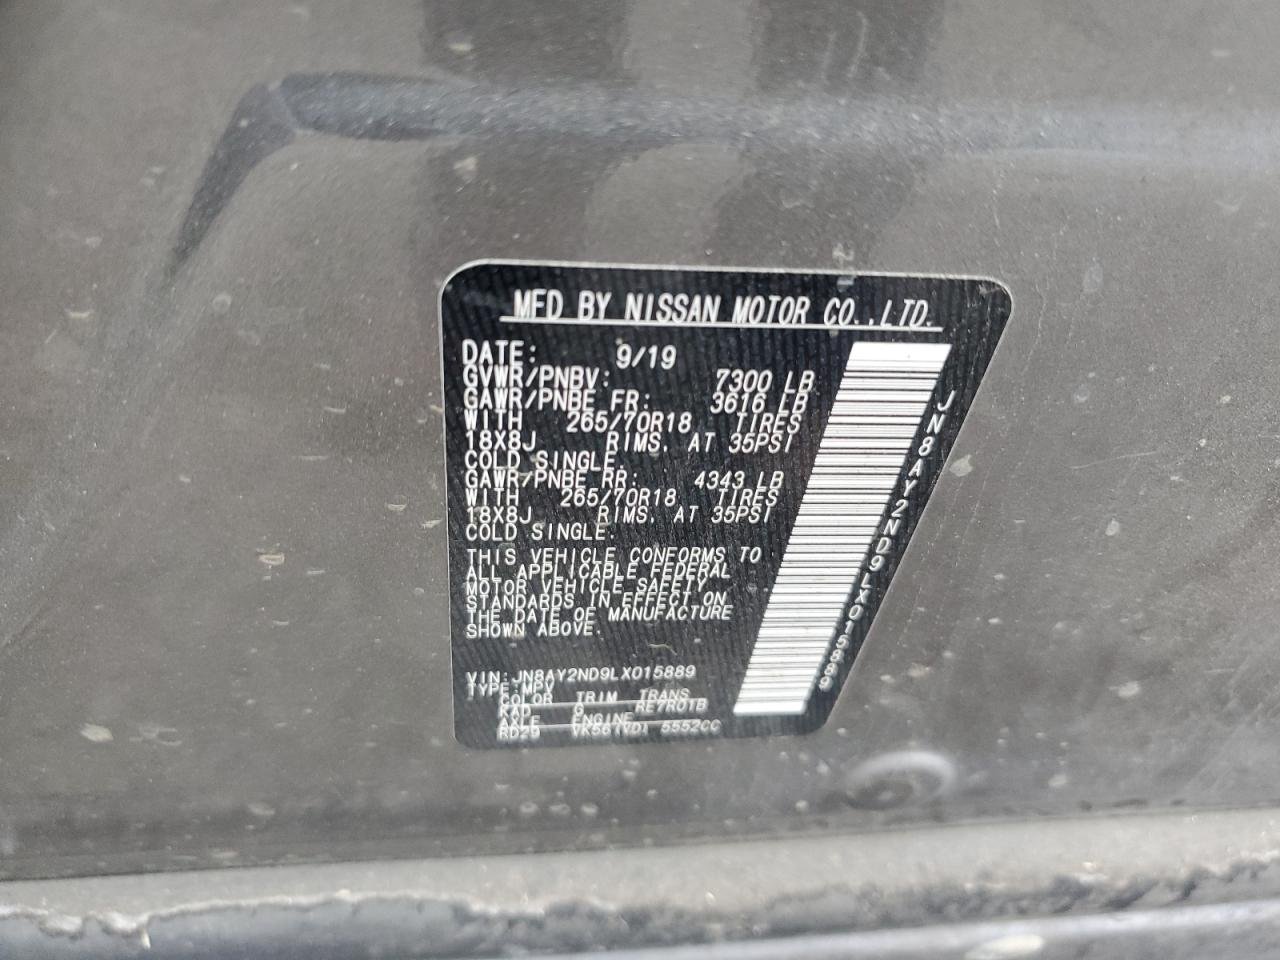 MFD BY NISSAN MOTOR CO.,LTD.
DATE: 9/19
GVWR/PNBV: 7300 LB
GAWR/PNBE FR: 3616 LB
WITH 265/70R18 TIRES
18X8J RIMS. AT 35PSI
COLD SINGLE.
GAWR/PNBE RR: 4343 LB
WITH 265/70R18 TIRES
18X8J RIMS. AT 35PSI
COLD SINGLE.
THIS VEHICLE CONFORMS TO
ALL APPLICABLE FEDERAL
MOTOR VEHICLE SAFETY
STANDARDS IN EFFECT ON
THE DATE OF MANUFACTURE
SHOWN ABOVE.
VIN:JN8AY2ND9LX015889
TYPE:MPV
COLOR TRIM TRANS
KAD G RE7R01B
AXLE ENGINE
RD29 VK56(VD) 5552CC
JN8AY2ND9LX015889